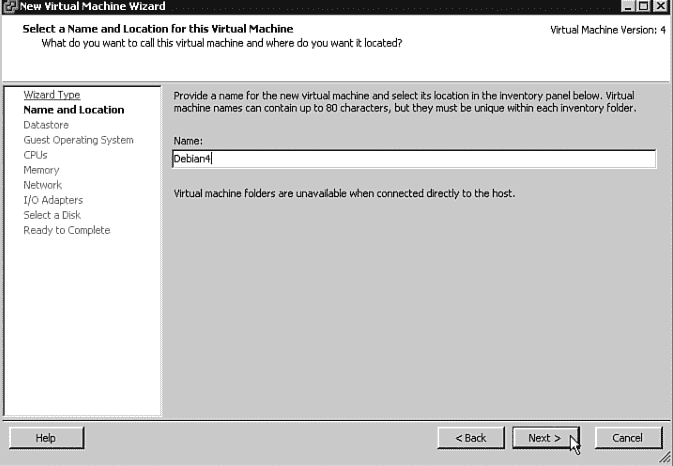 New Virtual Machine Wizard
Select a Name and Location for this Virtual Machine
What do you want to call this virtual machine and where do you want it located?
Virtual Machine Version: 4
Wizard Type
Name and Location
Datastore
Guest Operating System
CPUs
Memory
Network
I/O Adapters
Select a Disk
Ready to Complete
Provide a name for the new virtual machine and select its location in the inventory panel below. Virtual
machine names can contain up to 80 characters, but they must be unique within each inventory folder.
Name:
Debian4
Virtual machine folders are unavailable when connected directly to the host.
Help
< Back
Next >
Cancel